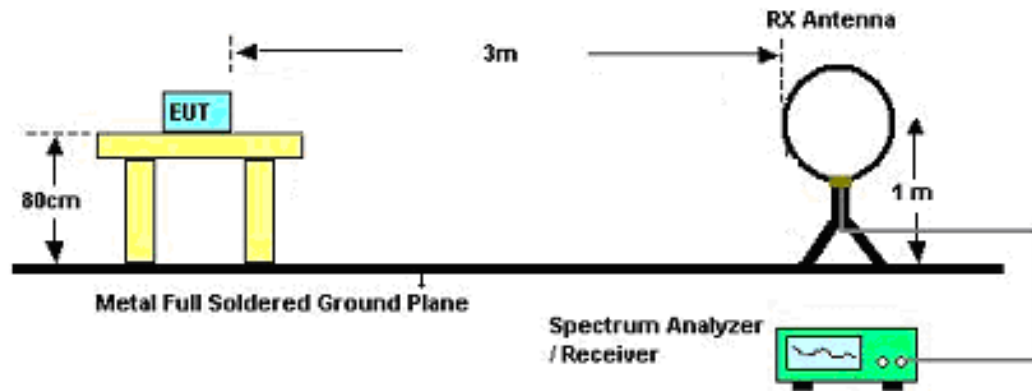 RX Antenna
3m
EUT
80cm
1 m
Metal Full Soldered Ground Plane
Spectrum Analyzer
/ Receiver